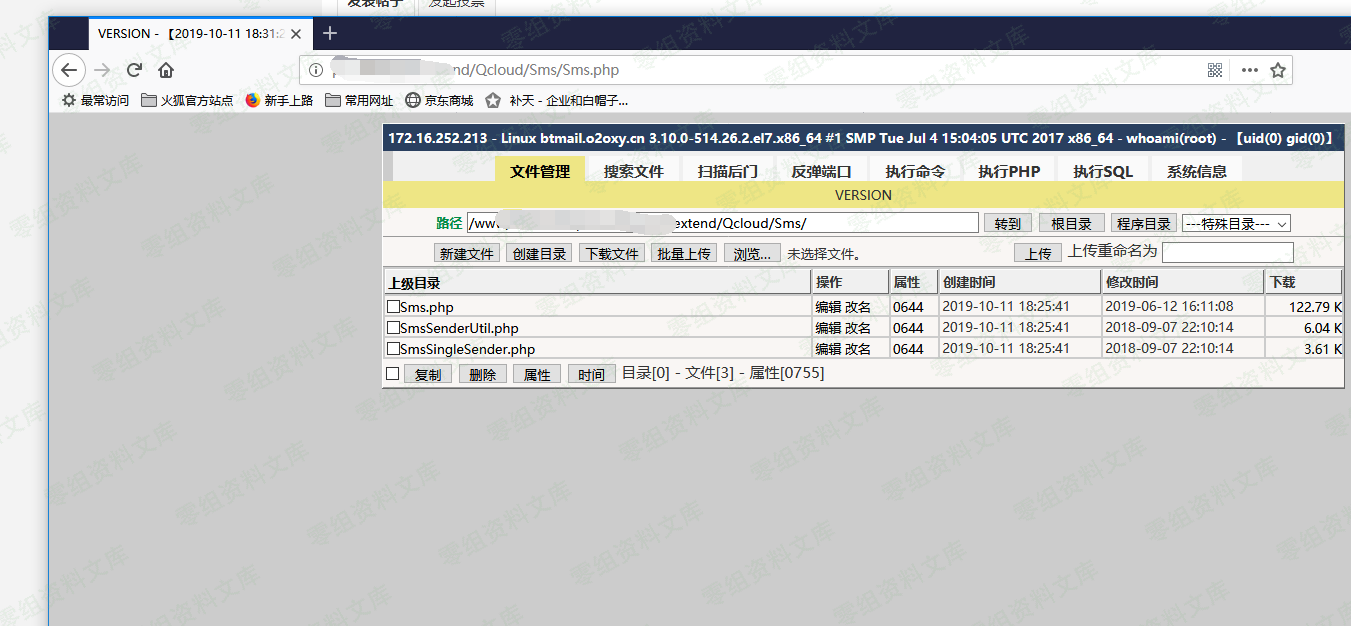 发表帖子 发起投票
VERSION - 【2019-10-11 18:31:2
nd/Qcloud/Sms/Sms.php
最常访问 火狐官方站点 新手上路 常用网址 京东商城 补天 - 企业和白帽子...
172.16.252.213 - Linux btmail.o2oxy.cn 3.10.0-514.26.2.el7.x86_64 #1 SMP Tue Jul 4 15:04:05 UTC 2017 x86_64 - whoami(root) - 【uid(0) gid(0)】
文件管理 搜索文件 扫描后门 反弹端口 执行命令 执行PHP 执行SQL 系统信息
VERSION
路径 /www extend/Qcloud/Sms/ 转到 根目录 程序目录 ---特殊目录---
新建文件 创建目录 下载文件 批量上传 浏览... 未选择文件。 上传 上传重命名为
上级目录 操作 属性 创建时间 修改时间 下载
Sms.php 编辑 改名 0644 2019-10-11 18:25:41 2019-06-12 16:11:08 122.79 K
SmsSenderUtil.php 编辑 改名 0644 2019-10-11 18:25:41 2018-09-07 22:10:14 6.04 K
SmsSingleSender.php 编辑 改名 0644 2019-10-11 18:25:41 2018-09-07 22:10:14 3.61 K
复制 删除 属性 时间 目录[0] - 文件[3] - 属性[0755]
零组资料文库